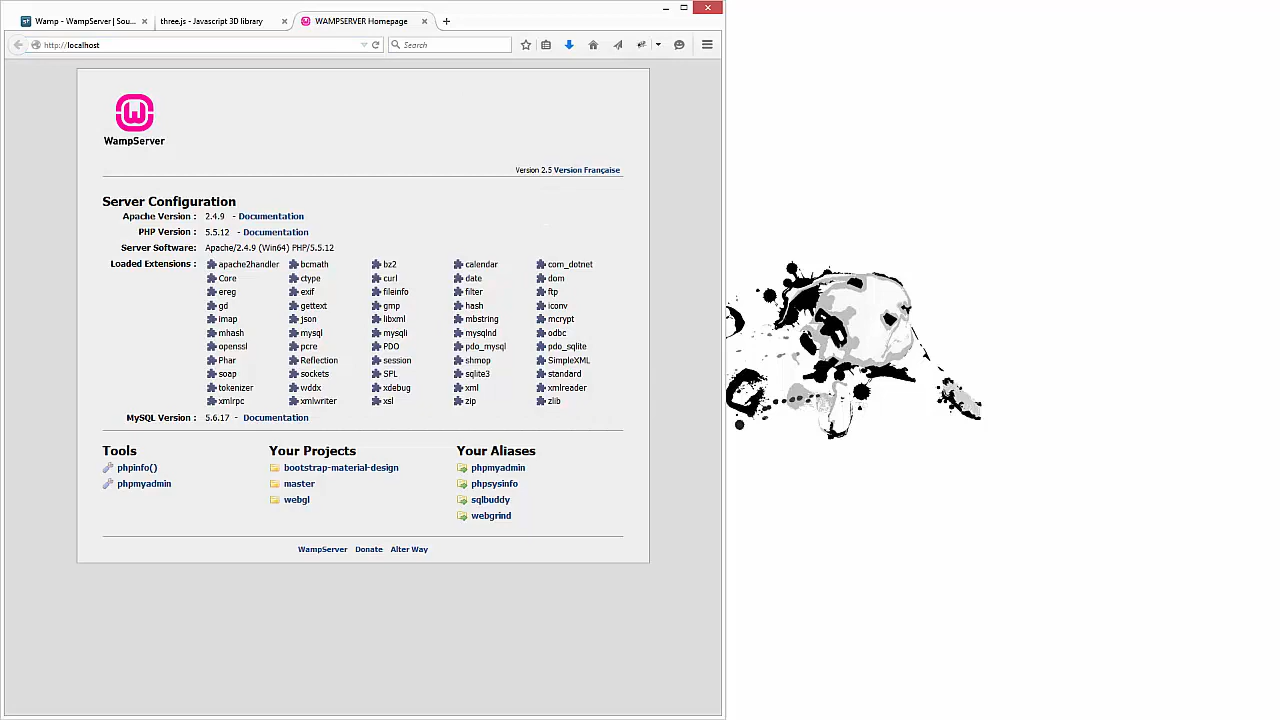 Wamp - WampServer | Sou...
three.js - Javascript 3D library
WAMPSERVER Homepage
http://localhost
Search
WampServer
Version 2.5 Version Française
Server Configuration
Apache Version : 2.4.9 - Documentation
PHP Version : 5.5.12 - Documentation
Server Software: Apache/2.4.9 (Win64) PHP/5.5.12
Loaded Extensions : apache2handler bcmath bz2 calendar com_dotnet
Core ctype curl date dom
ereg exif fileinfo filter ftp
gd gettext gmp hash iconv
imap json libxml mbstring mcrypt
mhash mysql mysqli mysqlnd odbc
openssl pcre PDO pdo_mysql pdo_sqlite
Phar Reflection session shmop SimpleXML
soap sockets SPL sqlite3 standard
tokenizer wddx xdebug xml xmlreader
xmlrpc xmlwriter xsl zip zlib
MySQL Version : 5.6.17 - Documentation
Tools Your Projects Your Aliases
phpinfo() bootstrap-material-design phpmyadmin
phpmyadmin master phpsysinfo
webgl sqlbuddy
webgrind
WampServer Donate Alter Way